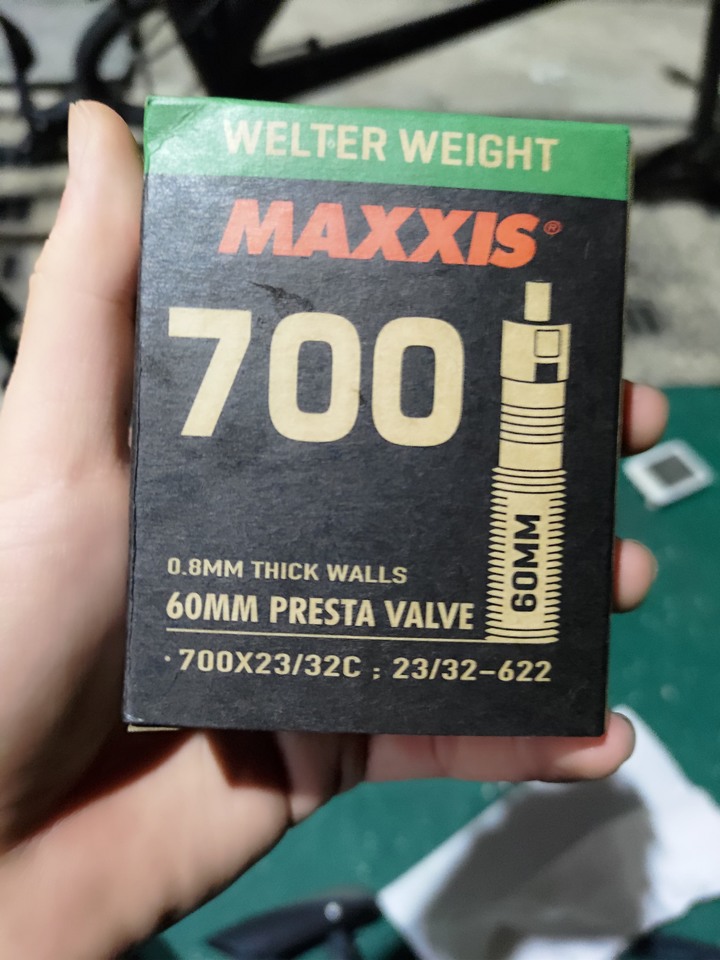 WELTER WEIGHT
MAXXIS®
700
60MM
0.8MM THICK WALLS
60MM PRESTA VALVE
·700X23/32C ; 23/32-622